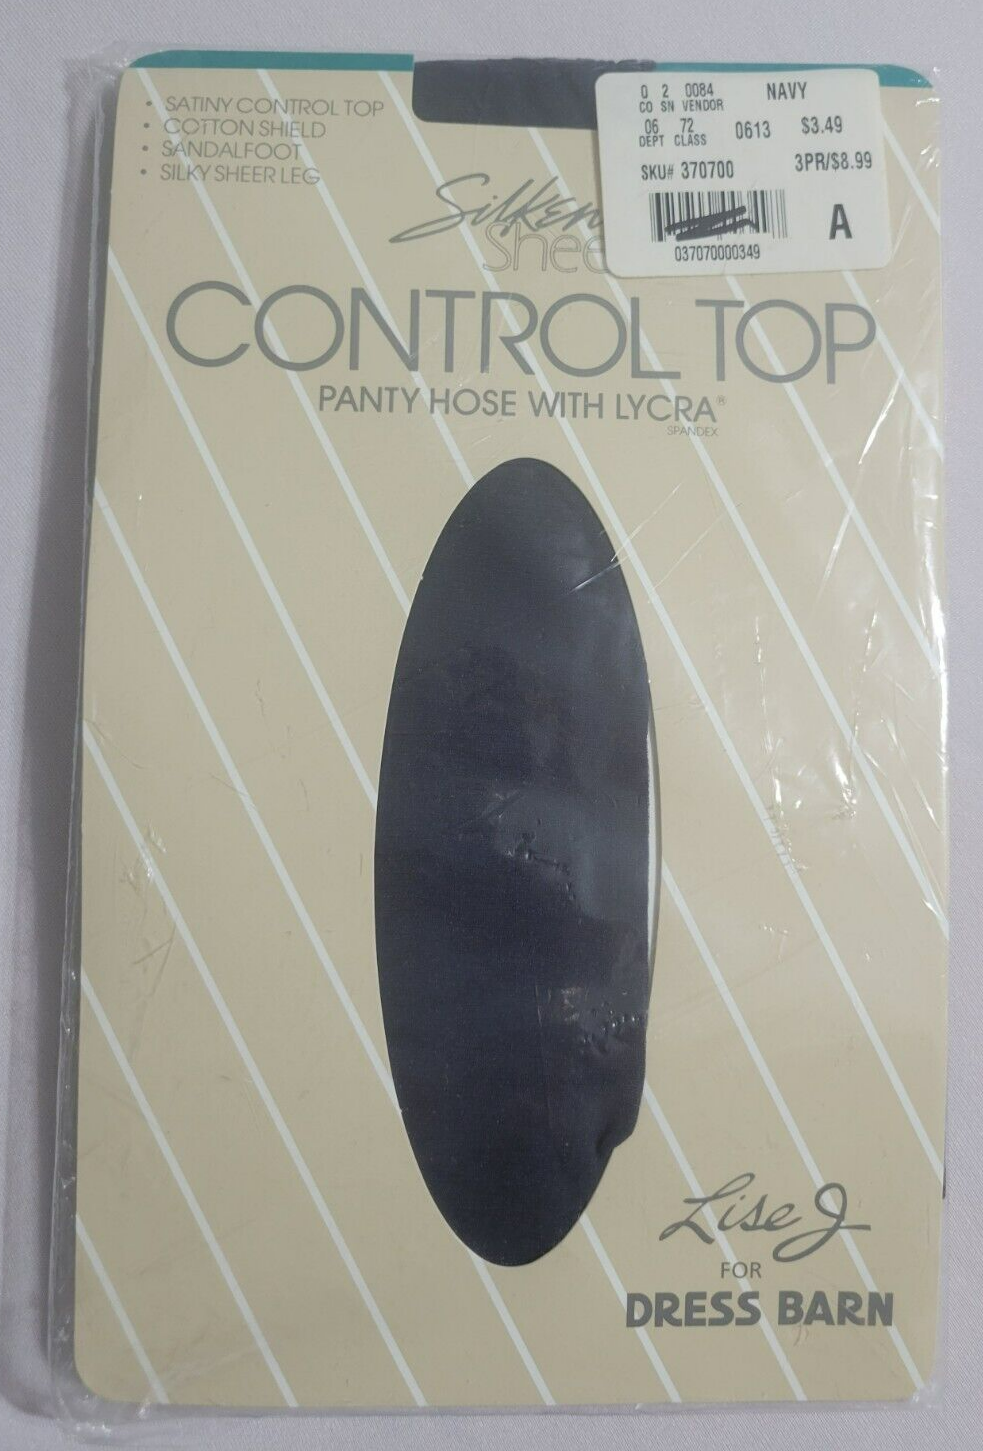 • SATINY CONTROL TOP
• COTTON SHIELD
• SANDALFOOT
• SILKY SHEER LEG
0 2 0084 NAVY
CO SN VENDOR
06 72 0613 $3.49
DEPT CLASS
SKU# 370700 3PR/$8.99
A
037070000349
Silken
Shee
CONTROL TOP
PANTY HOSE WITH LYCRA®
SPANDEX
Lise J
FOR
DRESS BARN